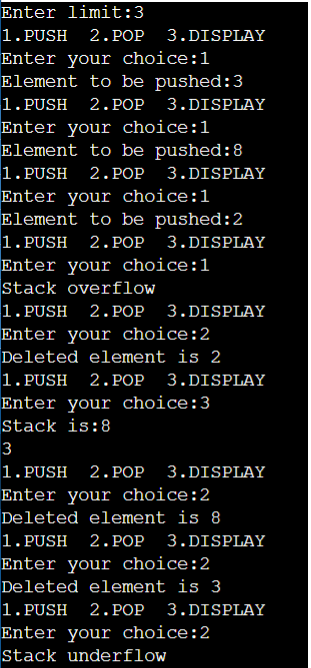 Enter limit:3
1.PUSH  2.POP  3.DISPLAY
Enter your choice:1
Element to be pushed:3
1.PUSH  2.POP  3.DISPLAY
Enter your choice:1
Element to be pushed:8
1.PUSH  2.POP  3.DISPLAY
Enter your choice:1
Element to be pushed:2
1.PUSH  2.POP  3.DISPLAY
Enter your choice:1
Stack overflow
1.PUSH  2.POP  3.DISPLAY
Enter your choice:2
Deleted element is 2
1.PUSH  2.POP  3.DISPLAY
Enter your choice:3
Stack is:8
3
1.PUSH  2.POP  3.DISPLAY
Enter your choice:2
Deleted element is 8
1.PUSH  2.POP  3.DISPLAY
Enter your choice:2
Deleted element is 3
1.PUSH  2.POP  3.DISPLAY
Enter your choice:2
Stack underflow